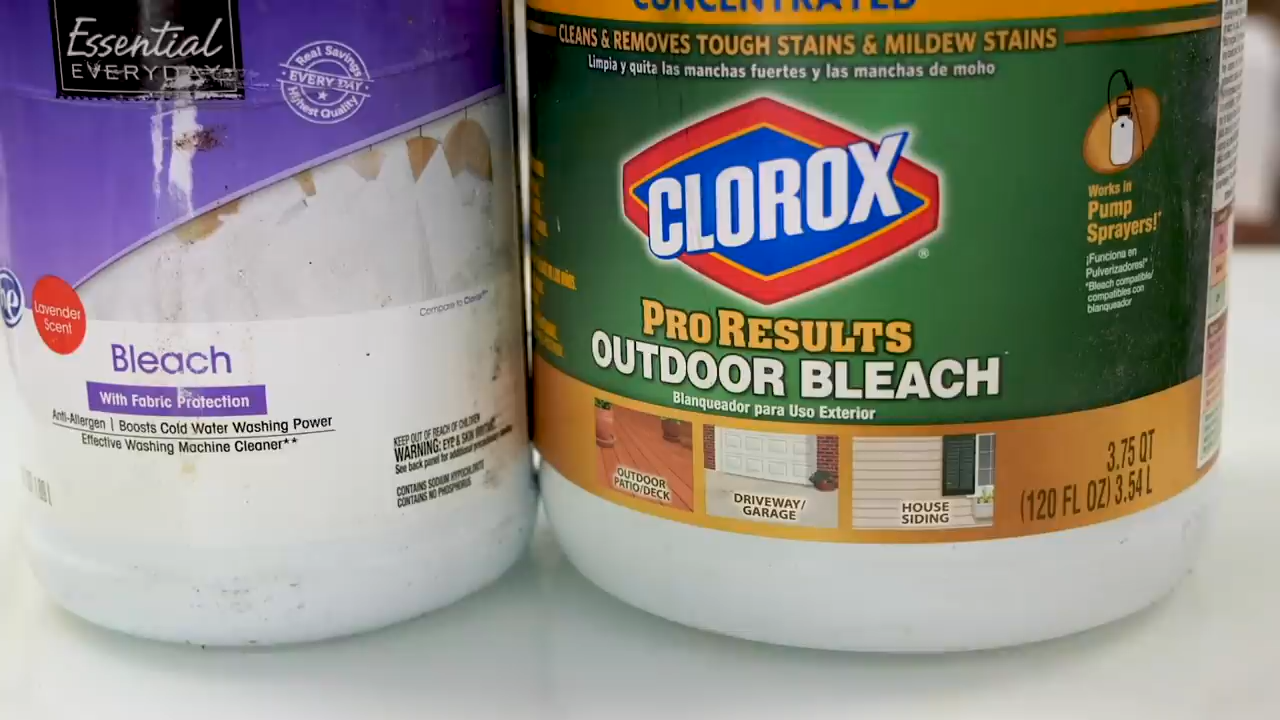 Essential
EVERYDAY
Real Savings
EVERY DAY
Highest Quality
Lavender
Scent
Compare to Clorox
Bleach
With Fabric Protection
Anti-Allergen | Boosts Cold Water Washing Power
Effective Washing Machine Cleaner**
KEEP OUT OF REACH OF CHILDREN
WARNING: EYE & SKIN
See back panel for additional precautionary
CONTAINS SODIUM HYPOCHLORITE
CONTAINS NO PHOSPHORUS
CONCENTRATED
CLEANS & REMOVES TOUGH STAINS & MILDEW STAINS
Limpia y quita las manchas fuertes y las manchas de moho
CLOROX®
PRO RESULTS
OUTDOOR BLEACH
Blanqueador para Uso Exterior
Works in
Pump
Sprayers!*
¡Funciona en
Pulverizadores!*
*Bleach compatible/
compatibles con
blanqueador
OUTDOOR
PATIO/DECK
DRIVEWAY/
GARAGE
HOUSE
SIDING
3.75 QT
(120 FL OZ) 3.54 L